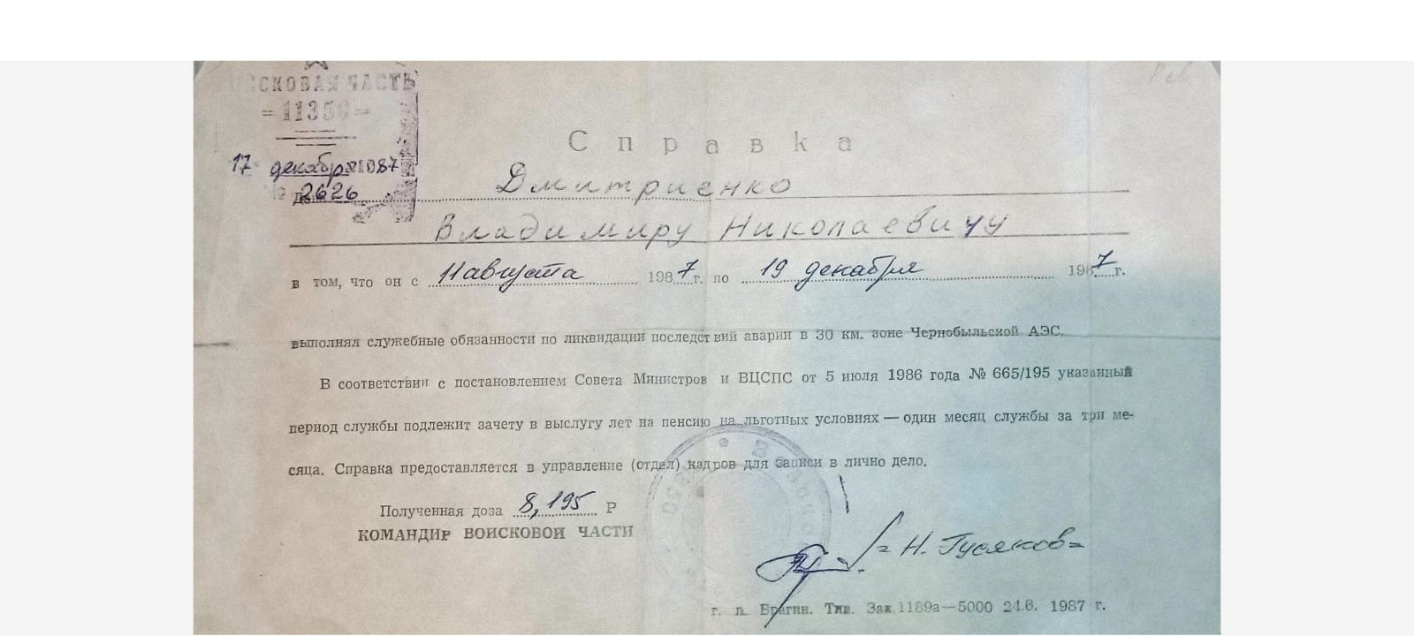 ВОЙСКОВАЯ ЧАСТЬ
= 11350 =
Справка
17 декабря 1987
№ 2626
Дмитриенко
Владимиру Николаевичу
в том, что он с 11 августа 1987 г. по 19 декабря 1987 г.
выполнял служебные обязанности по ликвидации последствий аварии в 30 км. зоне Чернобыльской АЭС.
В соответствии с постановлением Совета Министров и ВЦСПС от 5 июля 1986 года № 665/195 указанный
период службы подлежит зачету в выслугу лет на пенсию на льготных условиях — один месяц службы за три ме-
сяца. Справка предоставляется в управление (отдел) кадров для записи в лично дело.
Полученная доза 8,195 Р
КОМАНДИР ВОИСКОВОИ ЧАСТИ
= Н. Гусяков =
г. п. Брагин. Тип. Зак. 1189а—5000 24.6. 1987 г.